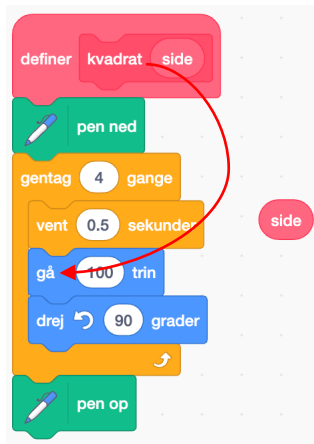 definer kvadrat side
pen ned
gentag 4 gange
vent 0.5 sekunder
side
gå 100 trin
drej 90 grader
pen op